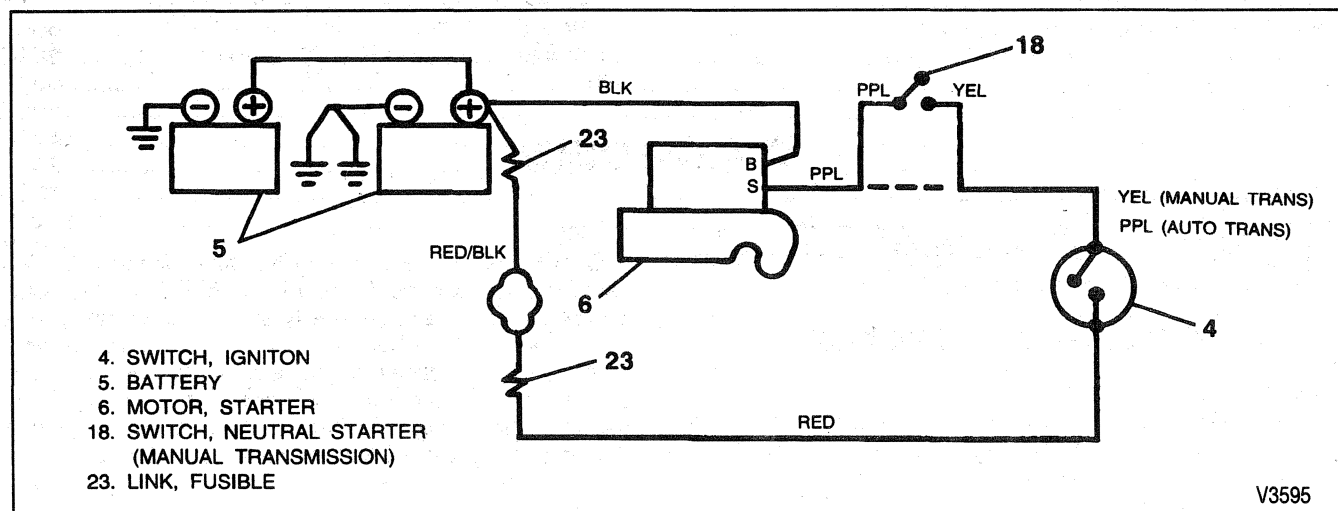 18
BLK
PPL
YEL
23
B
S
PPL
YEL (MANUAL TRANS)
PPL (AUTO TRANS)
5
RED/BLK
6
4
23
4. SWITCH, IGNITON
5. BATTERY
6. MOTOR, STARTER
18. SWITCH, NEUTRAL STARTER
(MANUAL TRANSMISSION)
23. LINK, FUSIBLE
RED
V3595